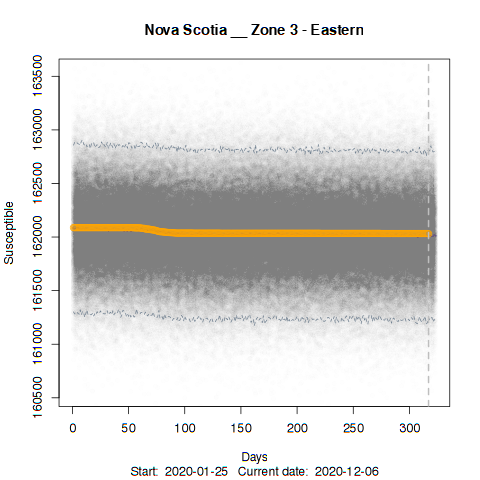 Nova Scotia __ Zone 3 - Eastern
Susceptible
163500
163000
162500
162000
161500
161000
160500
0 50 100 150 200 250 300
Days
Start: 2020-01-25 Current date: 2020-12-06